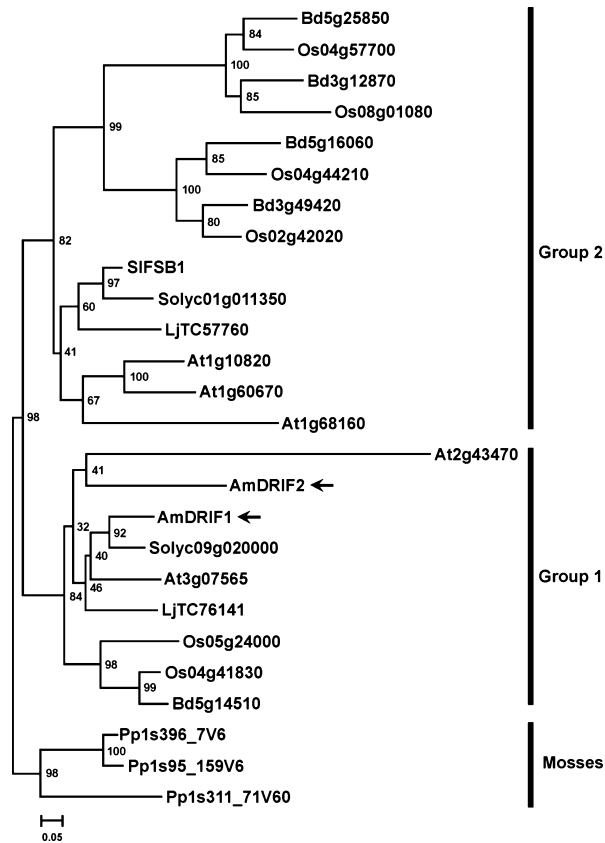 Bd5g25850
84
Os04g57700
100
Bd3g12870
85
Os08g01080
99
Bd5g16060
85
Os04g44210
100
Bd3g49420
80
Os02g42020
82
Group 2
SlFSB1
97
Solyc01g011350
60
LjTC57760
41
At1g10820
100
At1g60670
67
At1g68160
98
At2g43470
41
AmDRIF2
32
AmDRIF1
92
Solyc09g020000
40
At3g07565
46
Group 1
84
LjTC76141
Os05g24000
98
Os04g41830
99
Bd5g14510
Pp1s396_7V6
100
Pp1s95_159V6
Mosses
98
Pp1s311_71V60
0.05